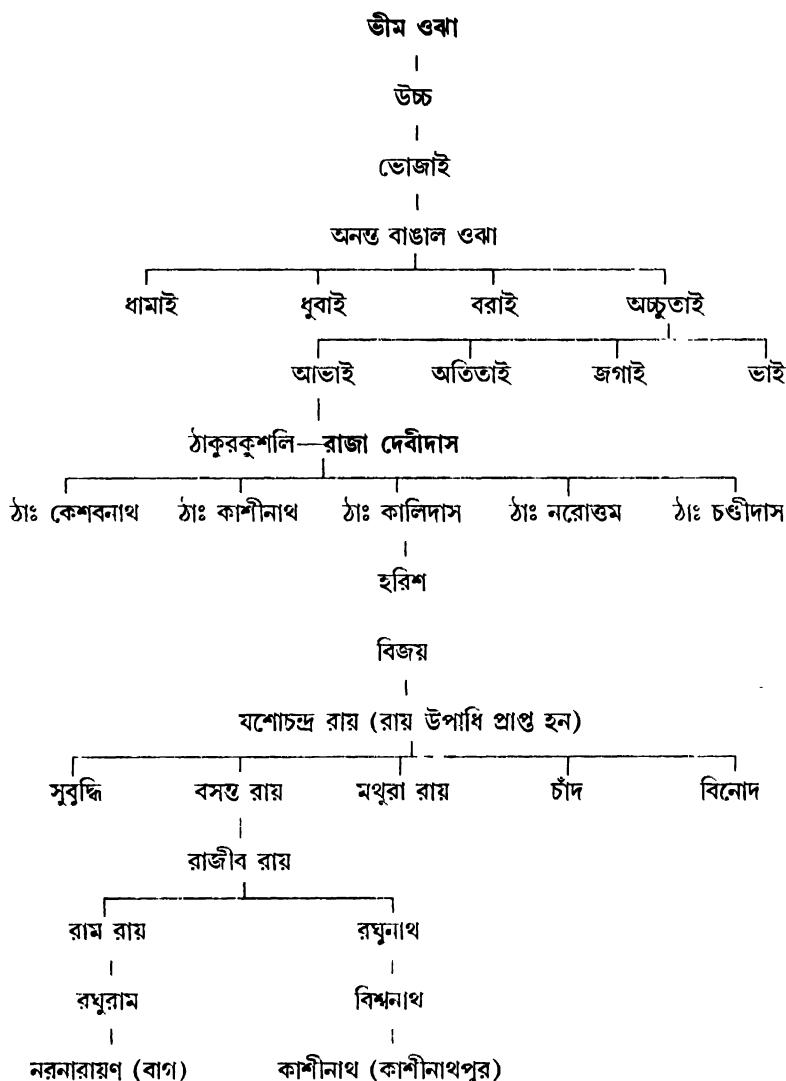 ভীম ওঝা
উচ্চ
ভোজাই
অনন্ত বাঙাল ওঝা
ধামাই ধুবাই বরাই অচ্চুতাই
আভাই অতিতাই জগাই ভাই
ঠাকুরকুশলি—রাজা দেবীদাস
ঠাঃ কেশবনাথ ঠাঃ কাশীনাথ ঠাঃ কালিদাস ঠাঃ নরোত্তম ঠাঃ চণ্ডীদাস
হরিশ
বিজয়
যশোচন্দ্র রায় (রায় উপাধি প্রাপ্ত হন)
সুবুদ্ধি বসন্ত রায় মথুরা রায় চাঁদ বিনোদ
রাজীব রায়
রাম রায় রঘুনাথ
রঘুরাম বিশ্বনাথ
নরনারায়ণ (বাগ) কাশীনাথ (কাশীনাথপুর)